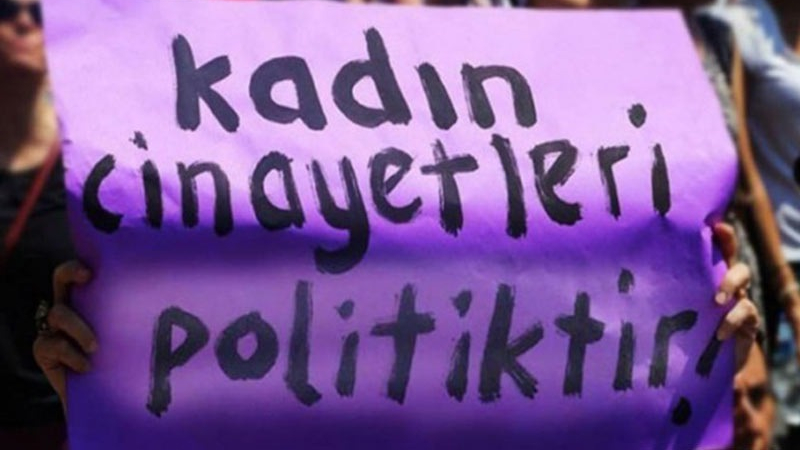 kadın
cinayetleri
politiktir!